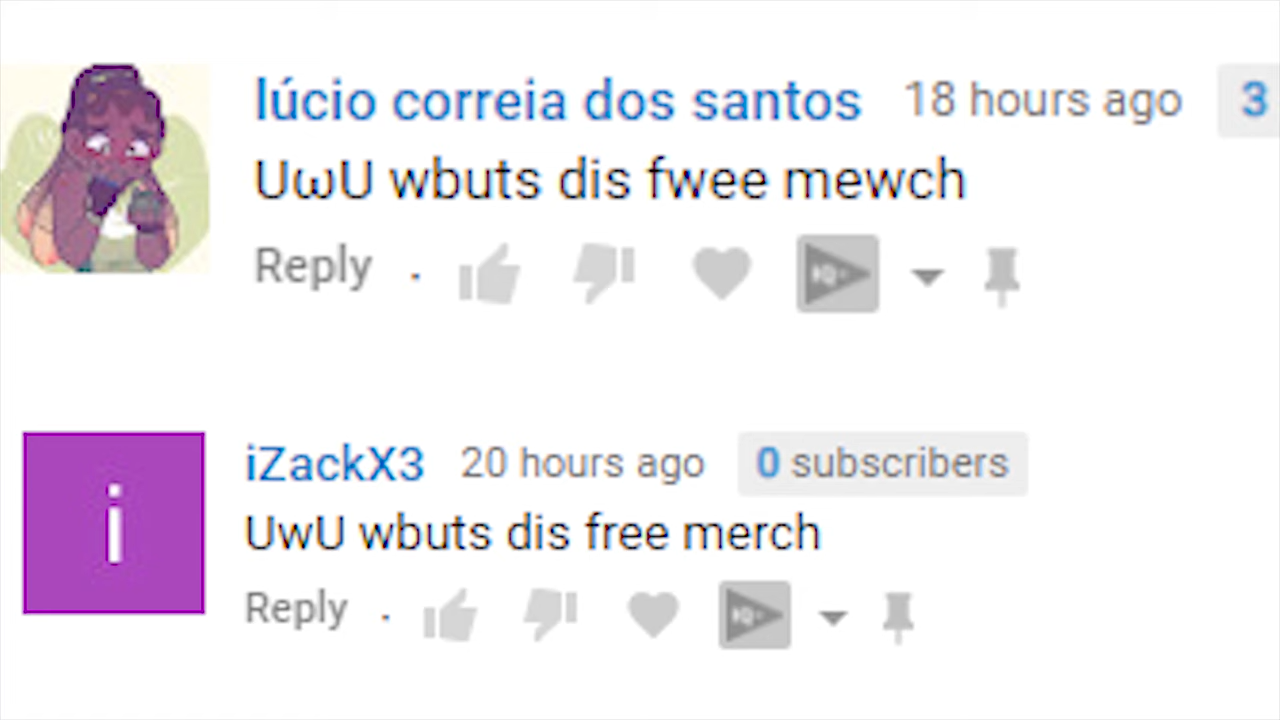 lúcio correia dos santos 18 hours ago 3
UωU wbuts dis fwee mewch
Reply .
i
iZackX3 20 hours ago 0 subscribers
UwU wbuts dis free merch
Reply .